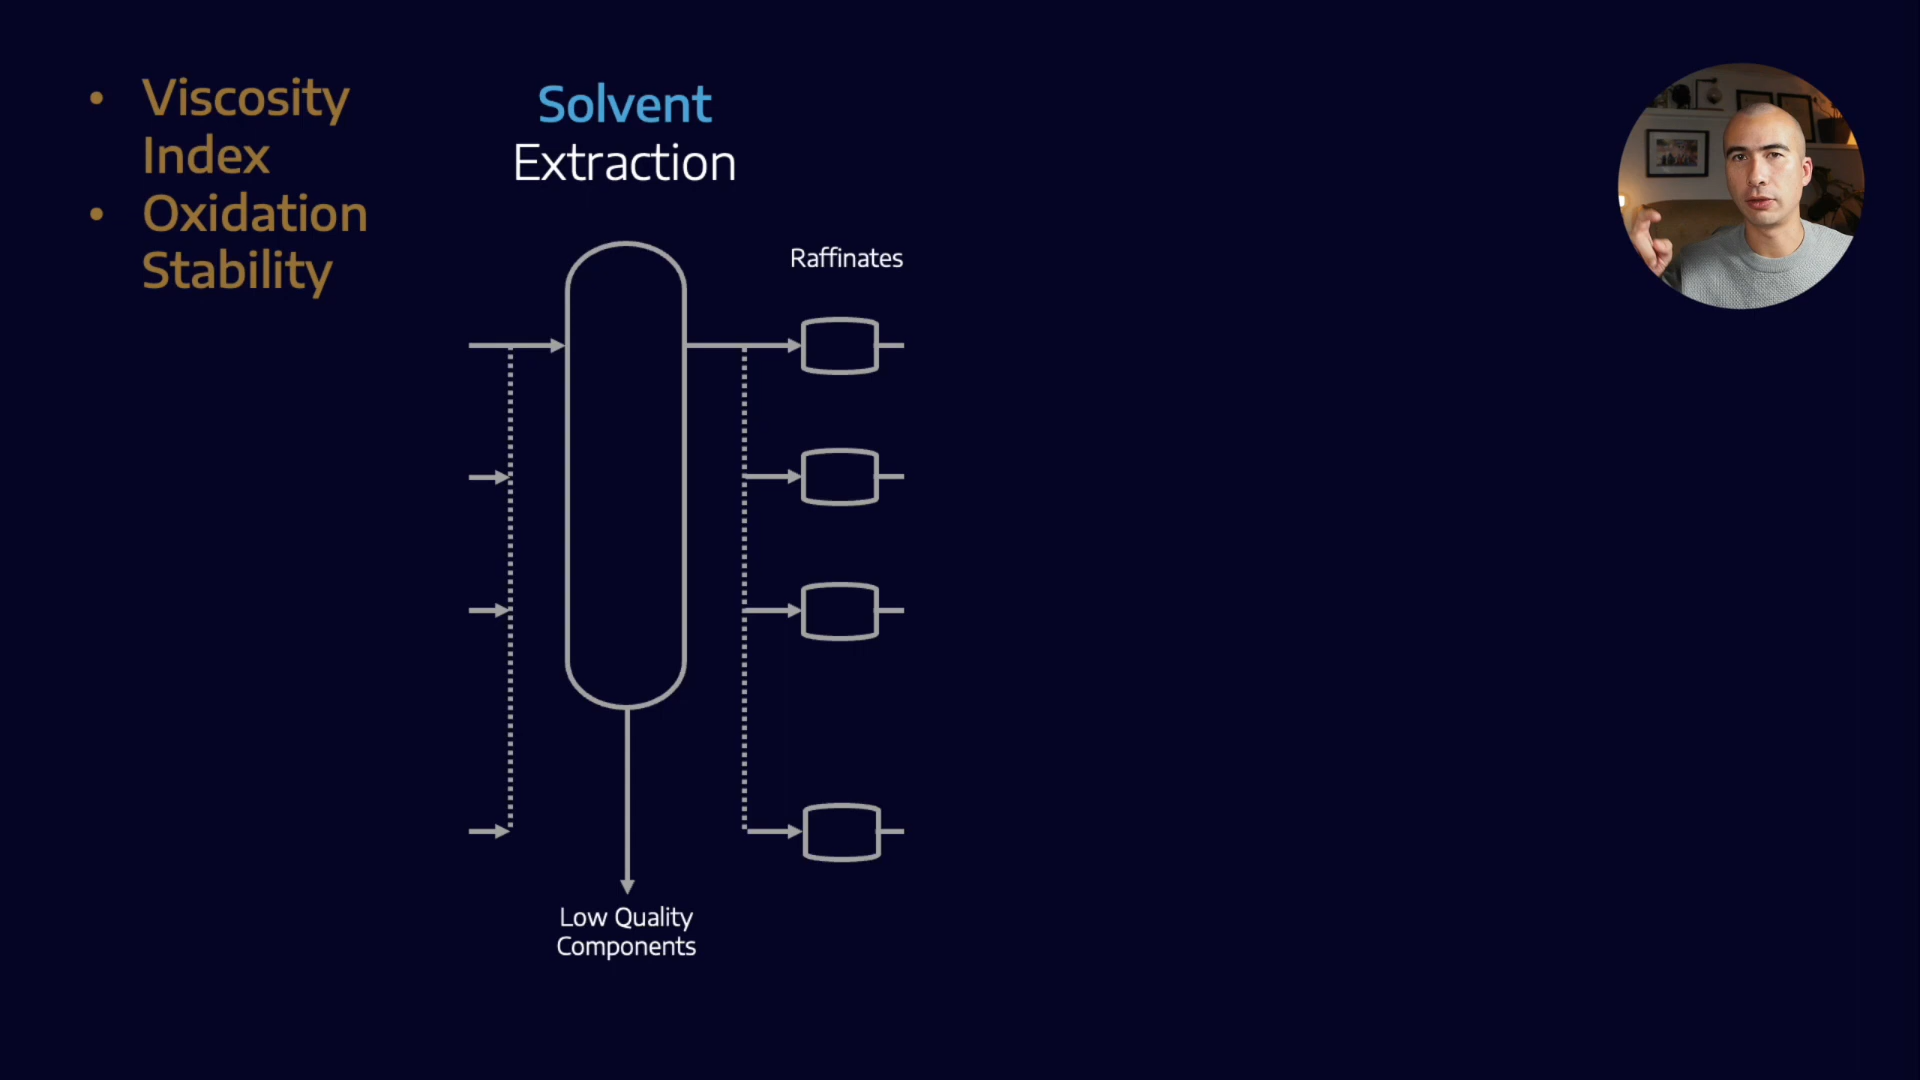 • Viscosity
Index
• Oxidation
Stability
Solvent
Extraction
Raffinates
Low Quality
Components